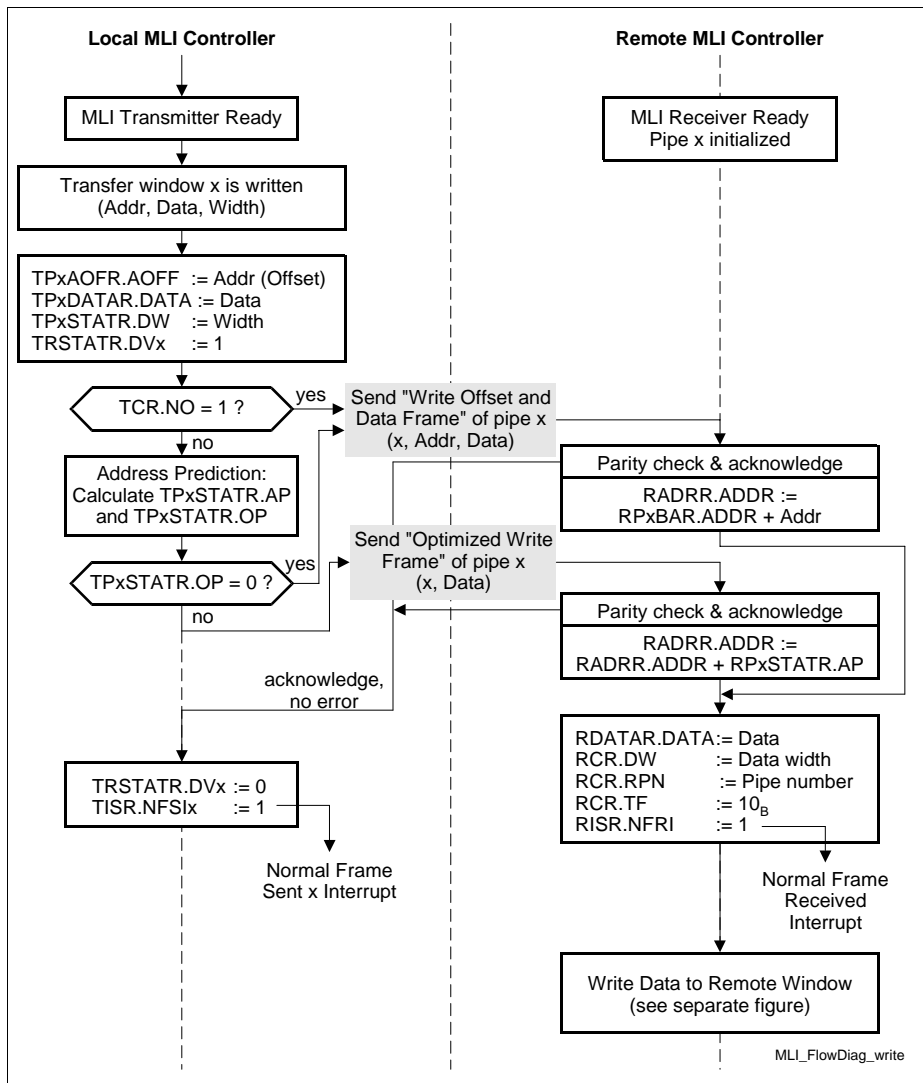 Local MLI Controller
Remote MLI Controller
MLI Transmitter Ready
MLI Receiver Ready
Pipe x initialized
Transfer window x is written
(Addr, Data, Width)
TPxAOFR.AOFF := Addr (Offset)
TPxDATAR.DATA := Data
TPxSTATR.DW := Width
TRSTATR.DVx := 1
TCR.NO = 1 ?
yes
no
Send "Write Offset and
Data Frame" of pipe x
(x, Addr, Data)
Parity check & acknowledge
RADRR.ADDR :=
RPxBAR.ADDR + Addr
Address Prediction:
Calculate TPxSTATR.AP
and TPxSTATR.OP
TPxSTATR.OP = 0 ?
yes
no
Send "Optimized Write
Frame" of pipe x
(x, Data)
Parity check & acknowledge
RADRR.ADDR :=
RADRR.ADDR + RPxSTATR.AP
acknowledge,
no error
TRSTATR.DVx := 0
TISR.NFSIx := 1
Normal Frame
Sent x Interrupt
RDATAR.DATA := Data
RCR.DW := Data width
RCR.RPN := Pipe number
RCR.TF := 10B
RISR.NFRI := 1
Normal Frame
Received
Interrupt
Write Data to Remote Window
(see separate figure)
MLI_FlowDiag_write